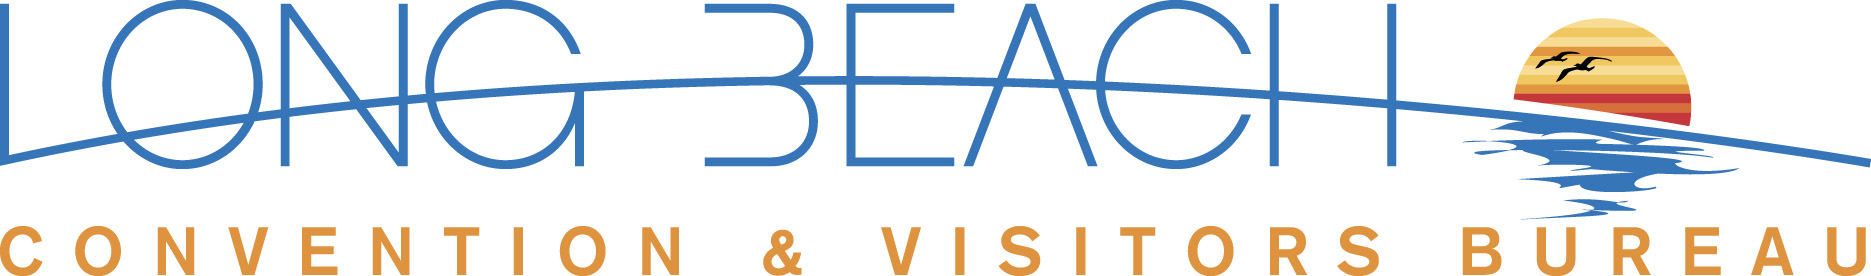 LONG BEACH
CONVENTION & VISITORS BUREAU